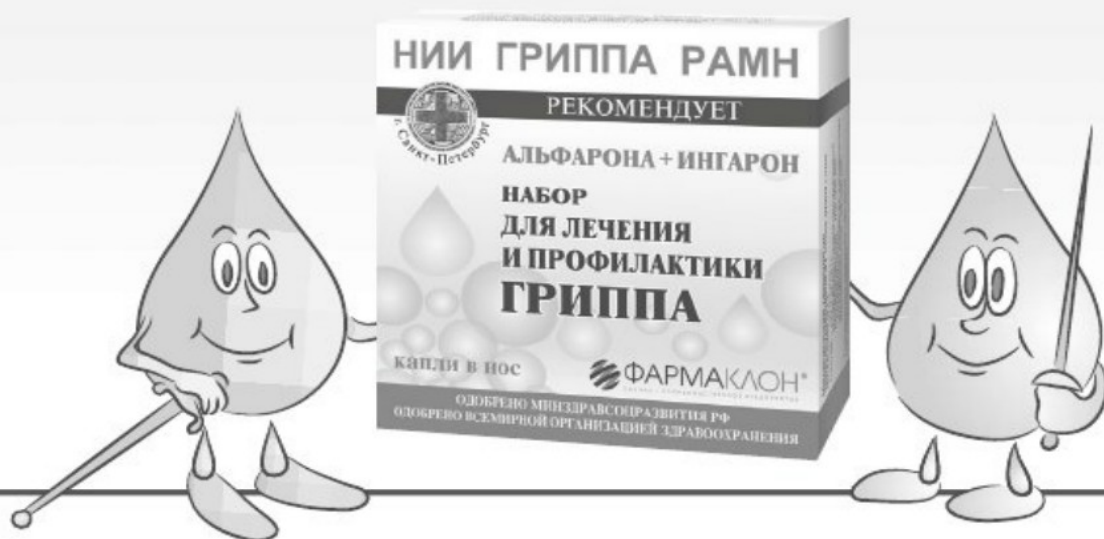 НИИ ГРИППА РАМН
РЕКОМЕНДУЕТ
г. Санкт-Петербург
АЛЬФАРОНА + ИНГАРОН
НАБОР
ДЛЯ ЛЕЧЕНИЯ
И ПРОФИЛАКТИКИ
ГРИППА
капли в нос
ФАРМАКЛОН®
ОДОБРЕНО МИНЗДРАВСОЦРАЗВИТИЯ РФ
ОДОБРЕНО ВСЕМИРНОЙ ОРГАНИЗАЦИЕЙ ЗДРАВООХРАНЕНИЯ